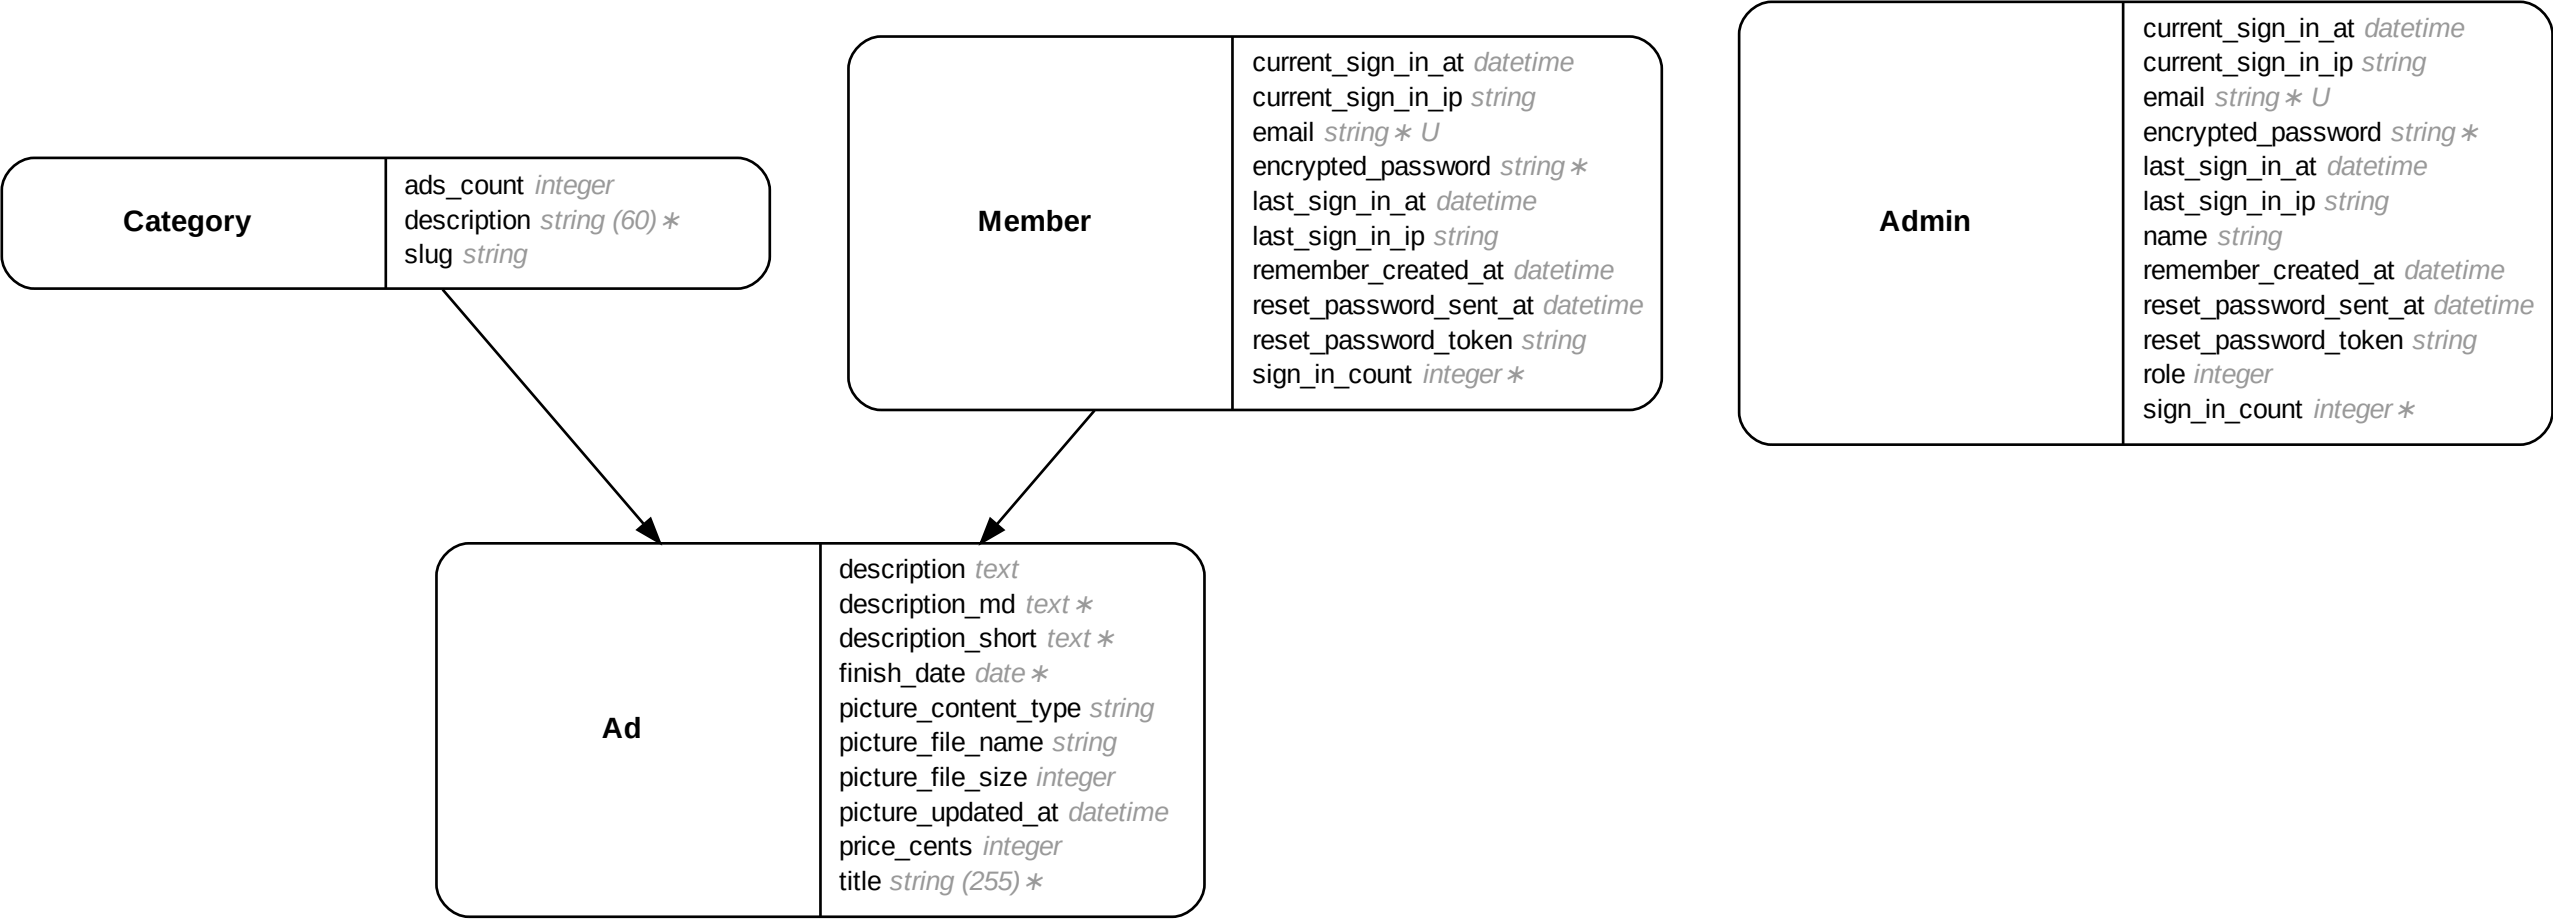 Category
ads_count integer
description string (60)∗
slug string
Member
current_sign_in_at datetime
current_sign_in_ip string
email string∗ U
encrypted_password string∗
last_sign_in_at datetime
last_sign_in_ip string
remember_created_at datetime
reset_password_sent_at datetime
reset_password_token string
sign_in_count integer∗
Admin
current_sign_in_at datetime
current_sign_in_ip string
email string∗ U
encrypted_password string∗
last_sign_in_at datetime
last_sign_in_ip string
name string
remember_created_at datetime
reset_password_sent_at datetime
reset_password_token string
role integer
sign_in_count integer∗
Ad
description text
description_md text∗
description_short text∗
finish_date date∗
picture_content_type string
picture_file_name string
picture_file_size integer
picture_updated_at datetime
price_cents integer
title string (255)∗